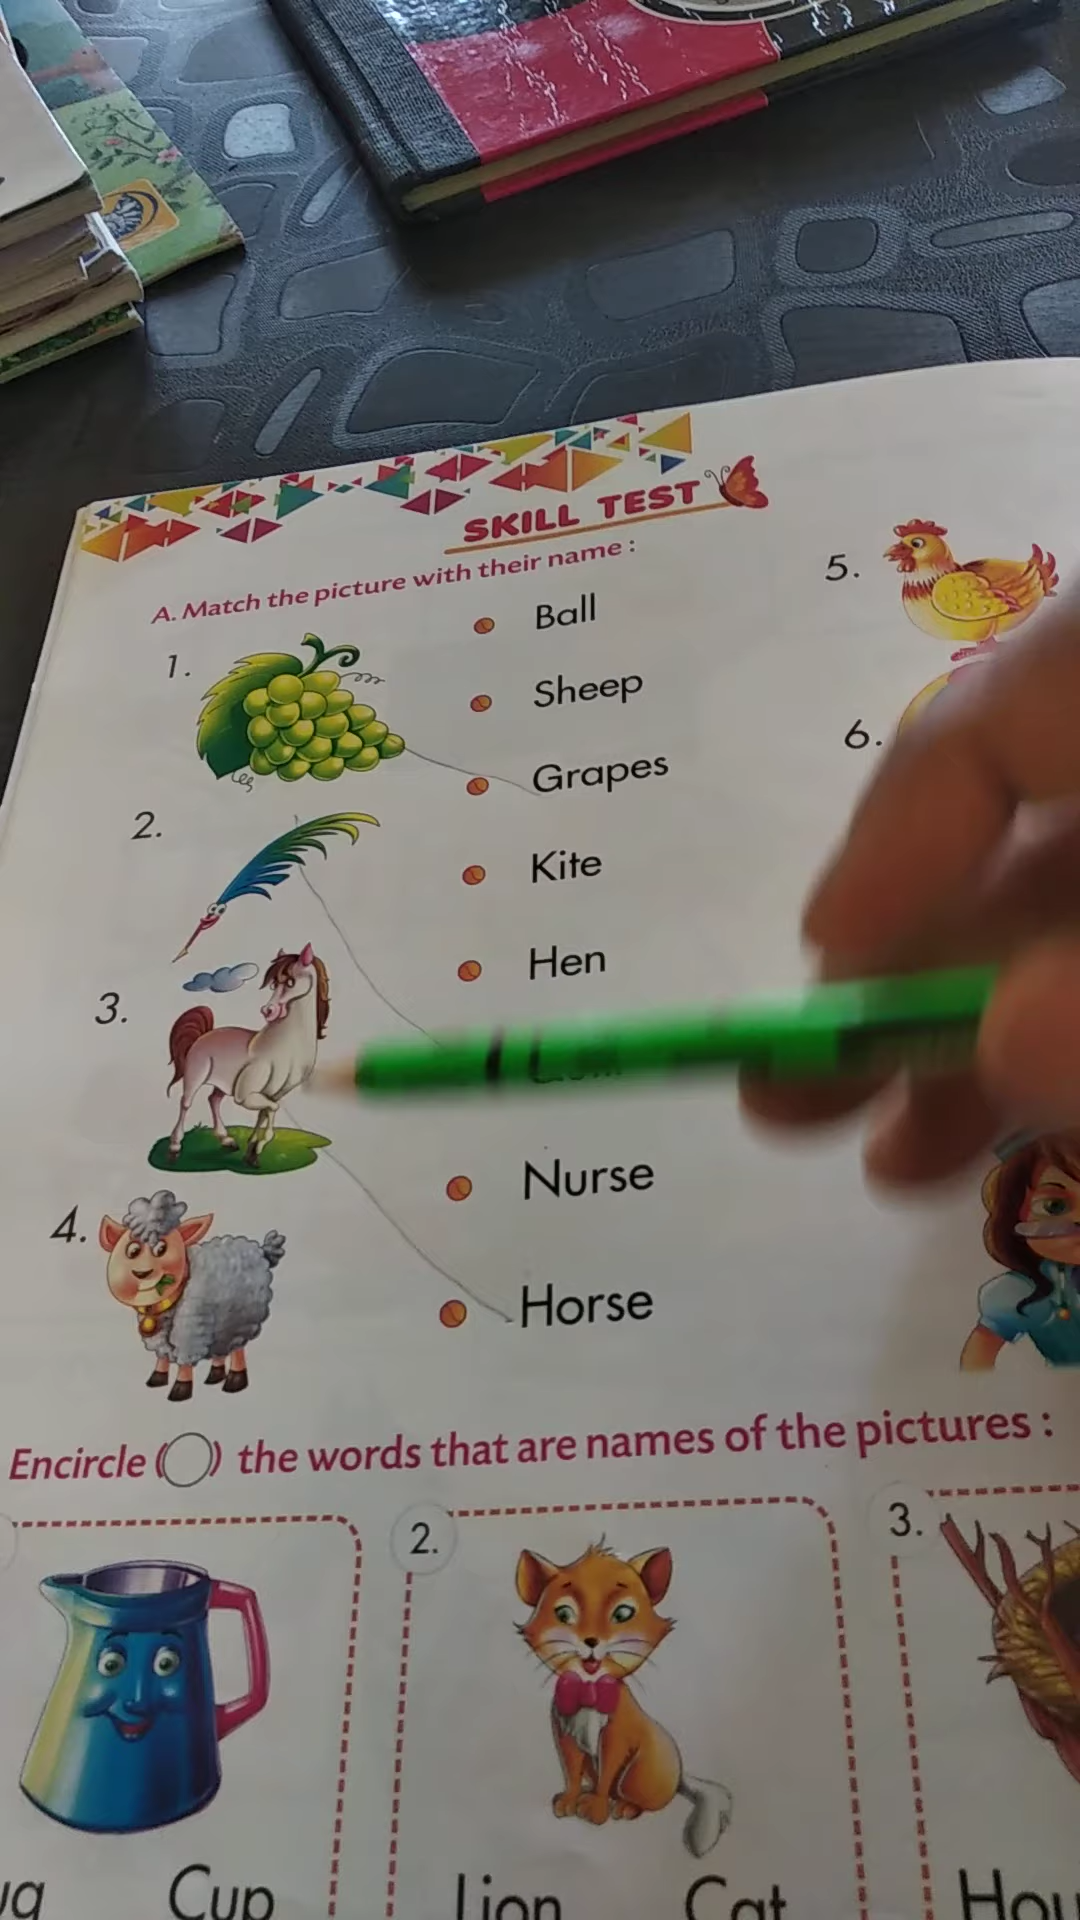 SKILL TEST
A. Match the picture with their name :
1.
Ball
5.
Sheep
6.
Grapes
2.
Kite
Hen
3.
Nurse
4.
Horse
Encircle ( ) the words that are names of the pictures :
2.
3.
Cup
Lion Cat